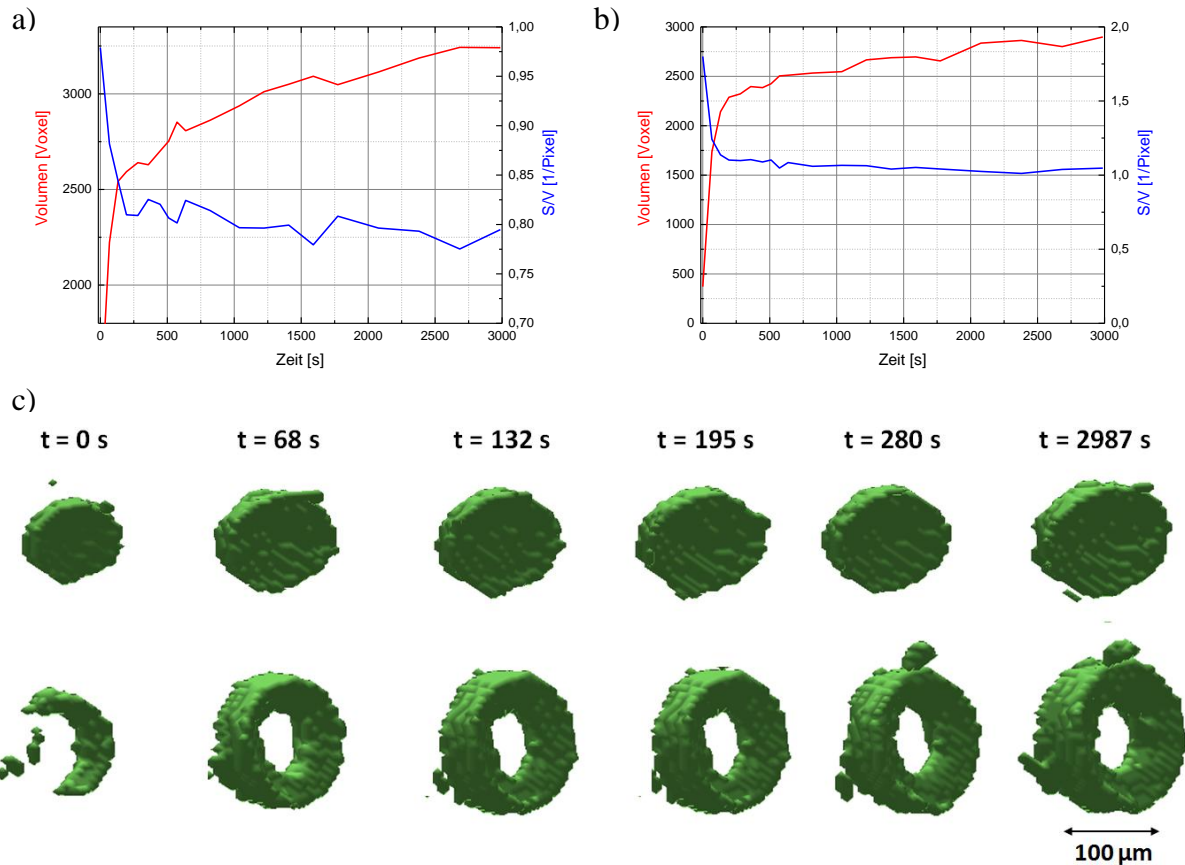 a)
1,00
0,95
0,90
0,85
0,80
0,75
0,70
3000
2500
2000
0 500 1000 1500 2000 2500 3000
Volumen [Voxel]
S/V [1/Pixel]
Zeit [s]
b)
3000
2500
2000
1500
1000
500
0
2,0
1,5
1,0
0,5
0,0
0 500 1000 1500 2000 2500 3000
Volumen [Voxel]
S/V [1/Pixel]
Zeit [s]
c)
t = 0 s
t = 68 s
t = 132 s
t = 195 s
t = 280 s
t = 2987 s
100 µm